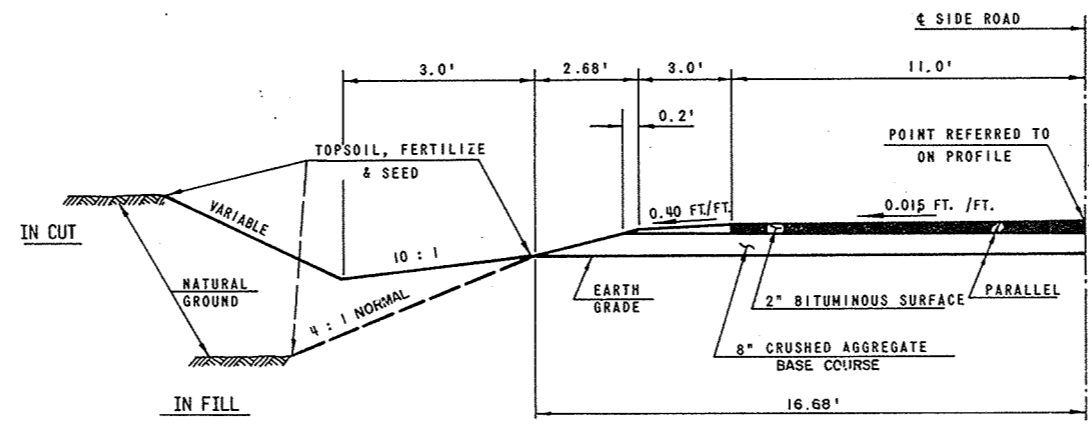 ℄ SIDE ROAD
3.0'
2.68'
3.0'
11.0'
0.2'
TOPSOIL, FERTILIZE
& SEED
POINT REFERRED TO
ON PROFILE
VARIABLE
0.40 FT./FT.
0.015 FT. /FT.
IN CUT
10 : 1
NATURAL
GROUND
EARTH
GRADE
2" BITUMINOUS SURFACE
PARALLEL
4 : 1 NORMAL
8" CRUSHED AGGREGATE
BASE COURSE
IN FILL
16.68'